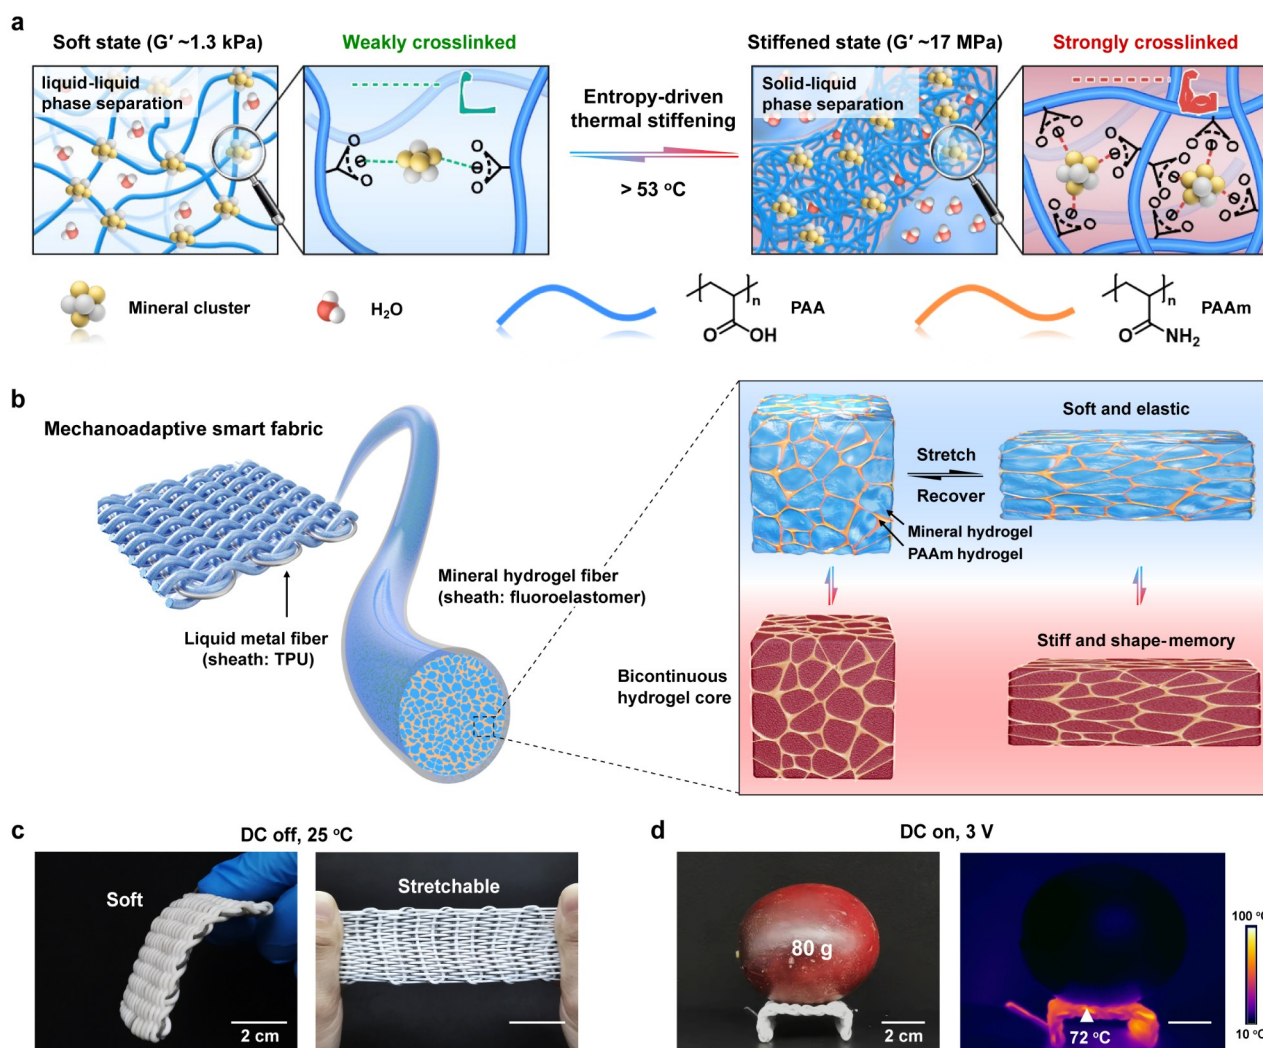 a
Soft state (G′ ~1.3 kPa)
Weakly crosslinked
Stiffened state (G′ ~17 MPa)
Strongly crosslinked
liquid-liquid
phase separation
Entropy-driven
thermal stiffening
> 53 °C
Solid-liquid
phase separation
O
⊖
O
⊖
O
O
O
⊖
O
O
⊖
O
O
⊖
O
O
⊖
O
O
⊖
O
O
⊖
O
Mineral cluster
H₂O
n
O
OH
PAA
n
O
NH₂
PAAm
b
Mechanoadaptive smart fabric
Liquid metal fiber
(sheath: TPU)
Mineral hydrogel fiber
(sheath: fluoroelastomer)
Soft and elastic
Stretch
Recover
Mineral hydrogel
PAAm hydrogel
Bicontinuous
hydrogel core
Stiff and shape-memory
c
DC off, 25 °C
Soft
2 cm
Stretchable
d
DC on, 3 V
80 g
2 cm
72 °C
100 °C
10 °C